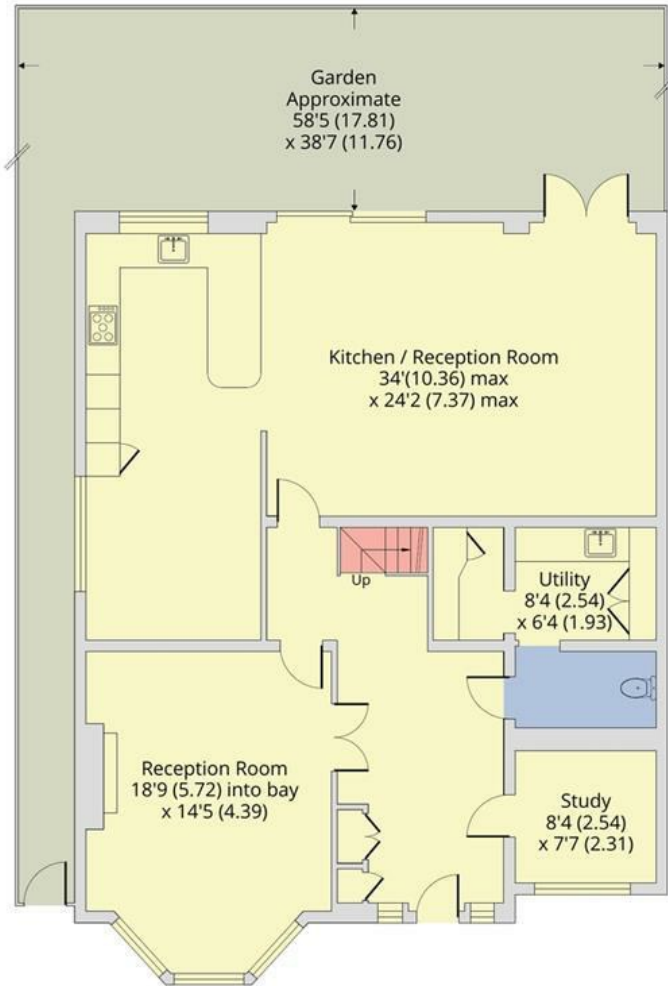 Garden
Approximate
58'5 (17.81)
x 38'7 (11.76)
Kitchen / Reception Room
34'(10.36) max
x 24'2 (7.37) max
Up
Utility
8'4 (2.54)
x 6'4 (1.93)
Reception Room
18'9 (5.72) into bay
x 14'5 (4.39)
Study
8'4 (2.54)
x 7'7 (2.31)